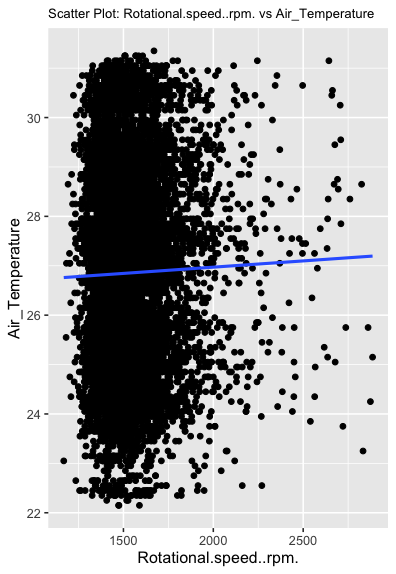 Scatter Plot: Rotational.speed..rpm. vs Air_Temperature
30
28
26
24
22
Air_Temperature
1500 2000 2500
Rotational.speed..rpm.